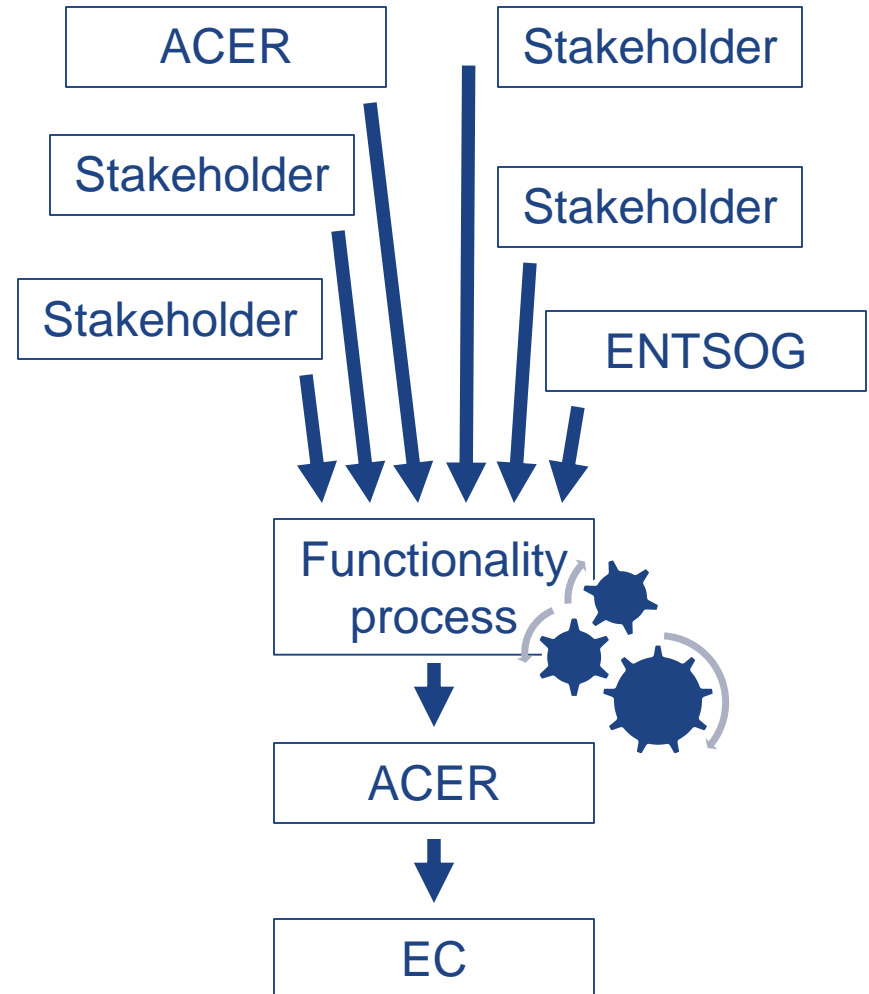 ACER
Stakeholder
Stakeholder
Stakeholder
Stakeholder
ENTSOG
Functionality
process
ACER
EC